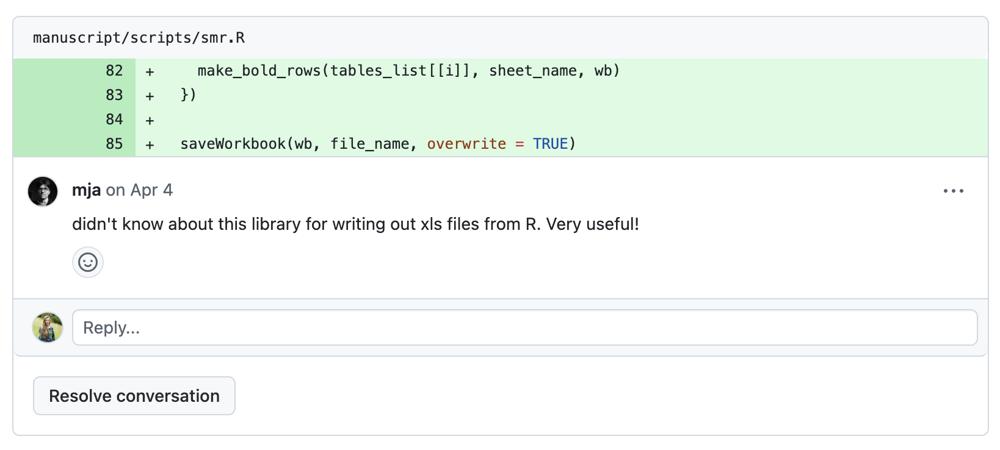 manuscript/scripts/smr.R
82 + make_bold_rows(tables_list[[i]], sheet_name, wb)
83 + })
84 +
85 + saveWorkbook(wb, file_name, overwrite = TRUE)
mja on Apr 4
didn't know about this library for writing out xls files from R. Very useful!
Reply...
Resolve conversation